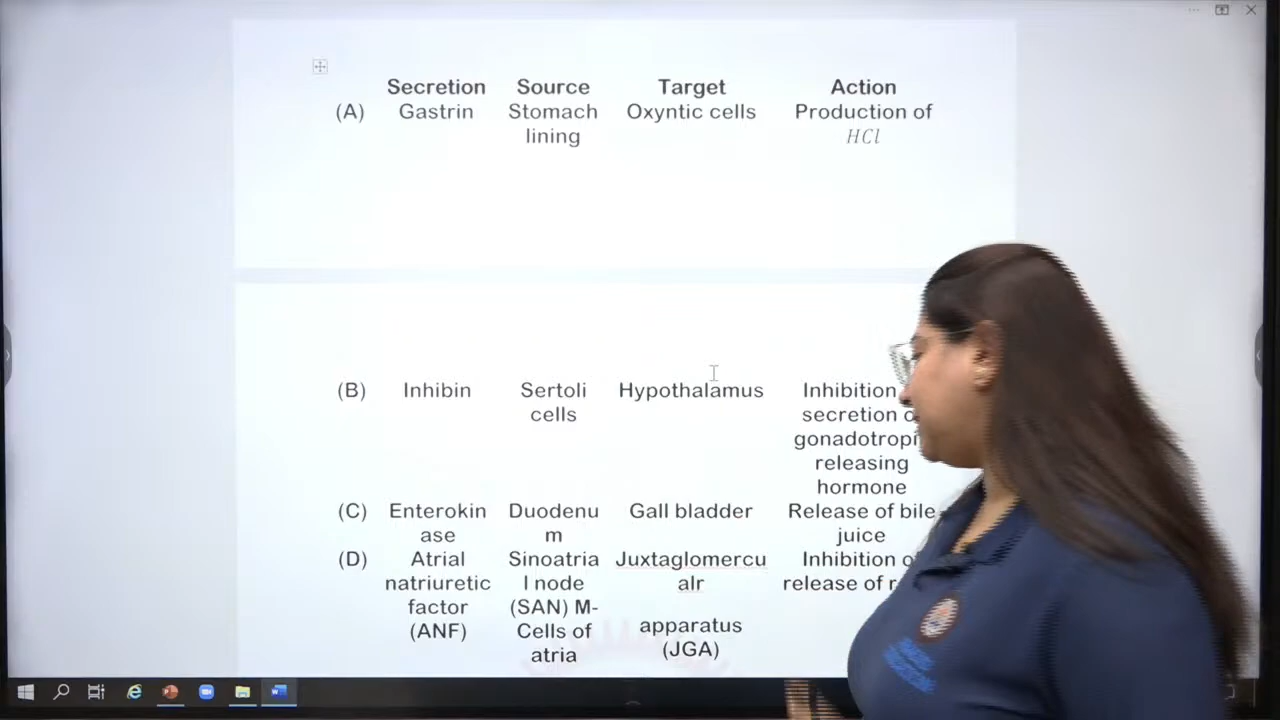 Secretion Source Target Action
(A) Gastrin Stomach Oxyntic cells Production of
lining HCl
(B) Inhibin Sertoli Hypothalamus Inhibition
cells secretion
gonadotropi
releasing
hormone
(C) Enterokin Duodenu Gall bladder Release of bile
ase m juice
(D) Atrial Sinoatria Juxtaglomercu Inhibition of
natriuretic l node alr release of
factor (SAN) M-
apparatus
(ANF) Cells of (JGA)
atria